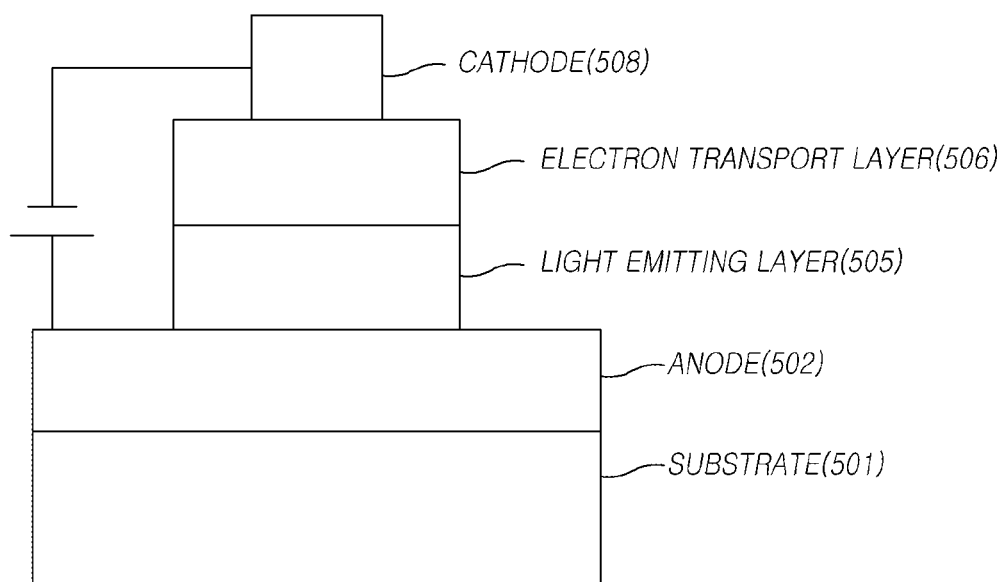 CATHODE(508)
ELECTRON TRANSPORT LAYER(506)
LIGHT EMITTING LAYER(505)
ANODE(502)
SUBSTRATE(501)